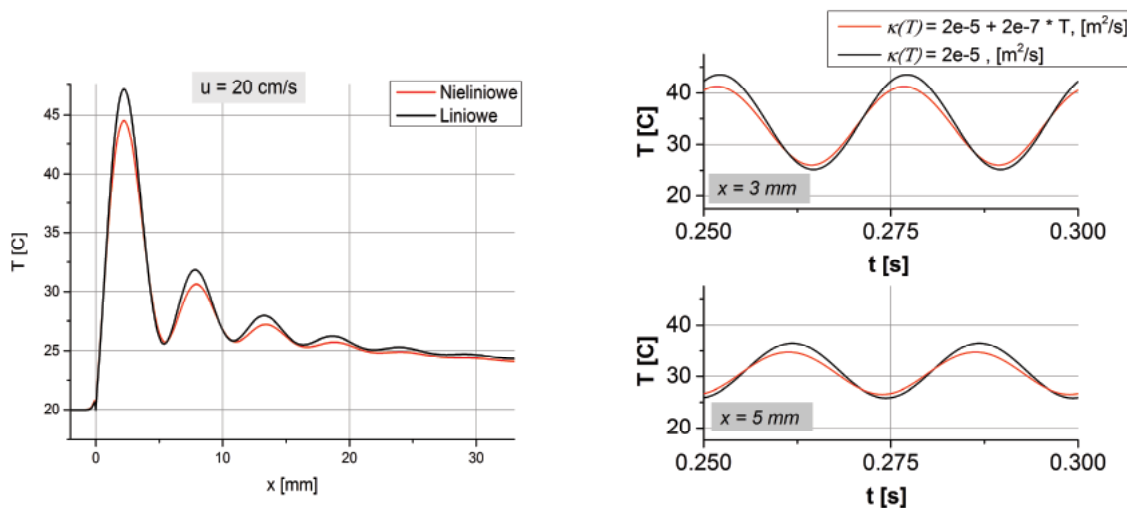 u = 20 cm/s
Nieliniowe
Liniowe
T [C]
45
40
35
30
25
20
0
10
20
30
x [mm]
κ(T) = 2e-5 + 2e-7 * T, [m²/s]
κ(T) = 2e-5 , [m²/s]
T [C]
40
30
20
x = 3 mm
0.250
0.275
0.300
t [s]
T [C]
40
30
20
x = 5 mm
0.250
0.275
0.300
t [s]